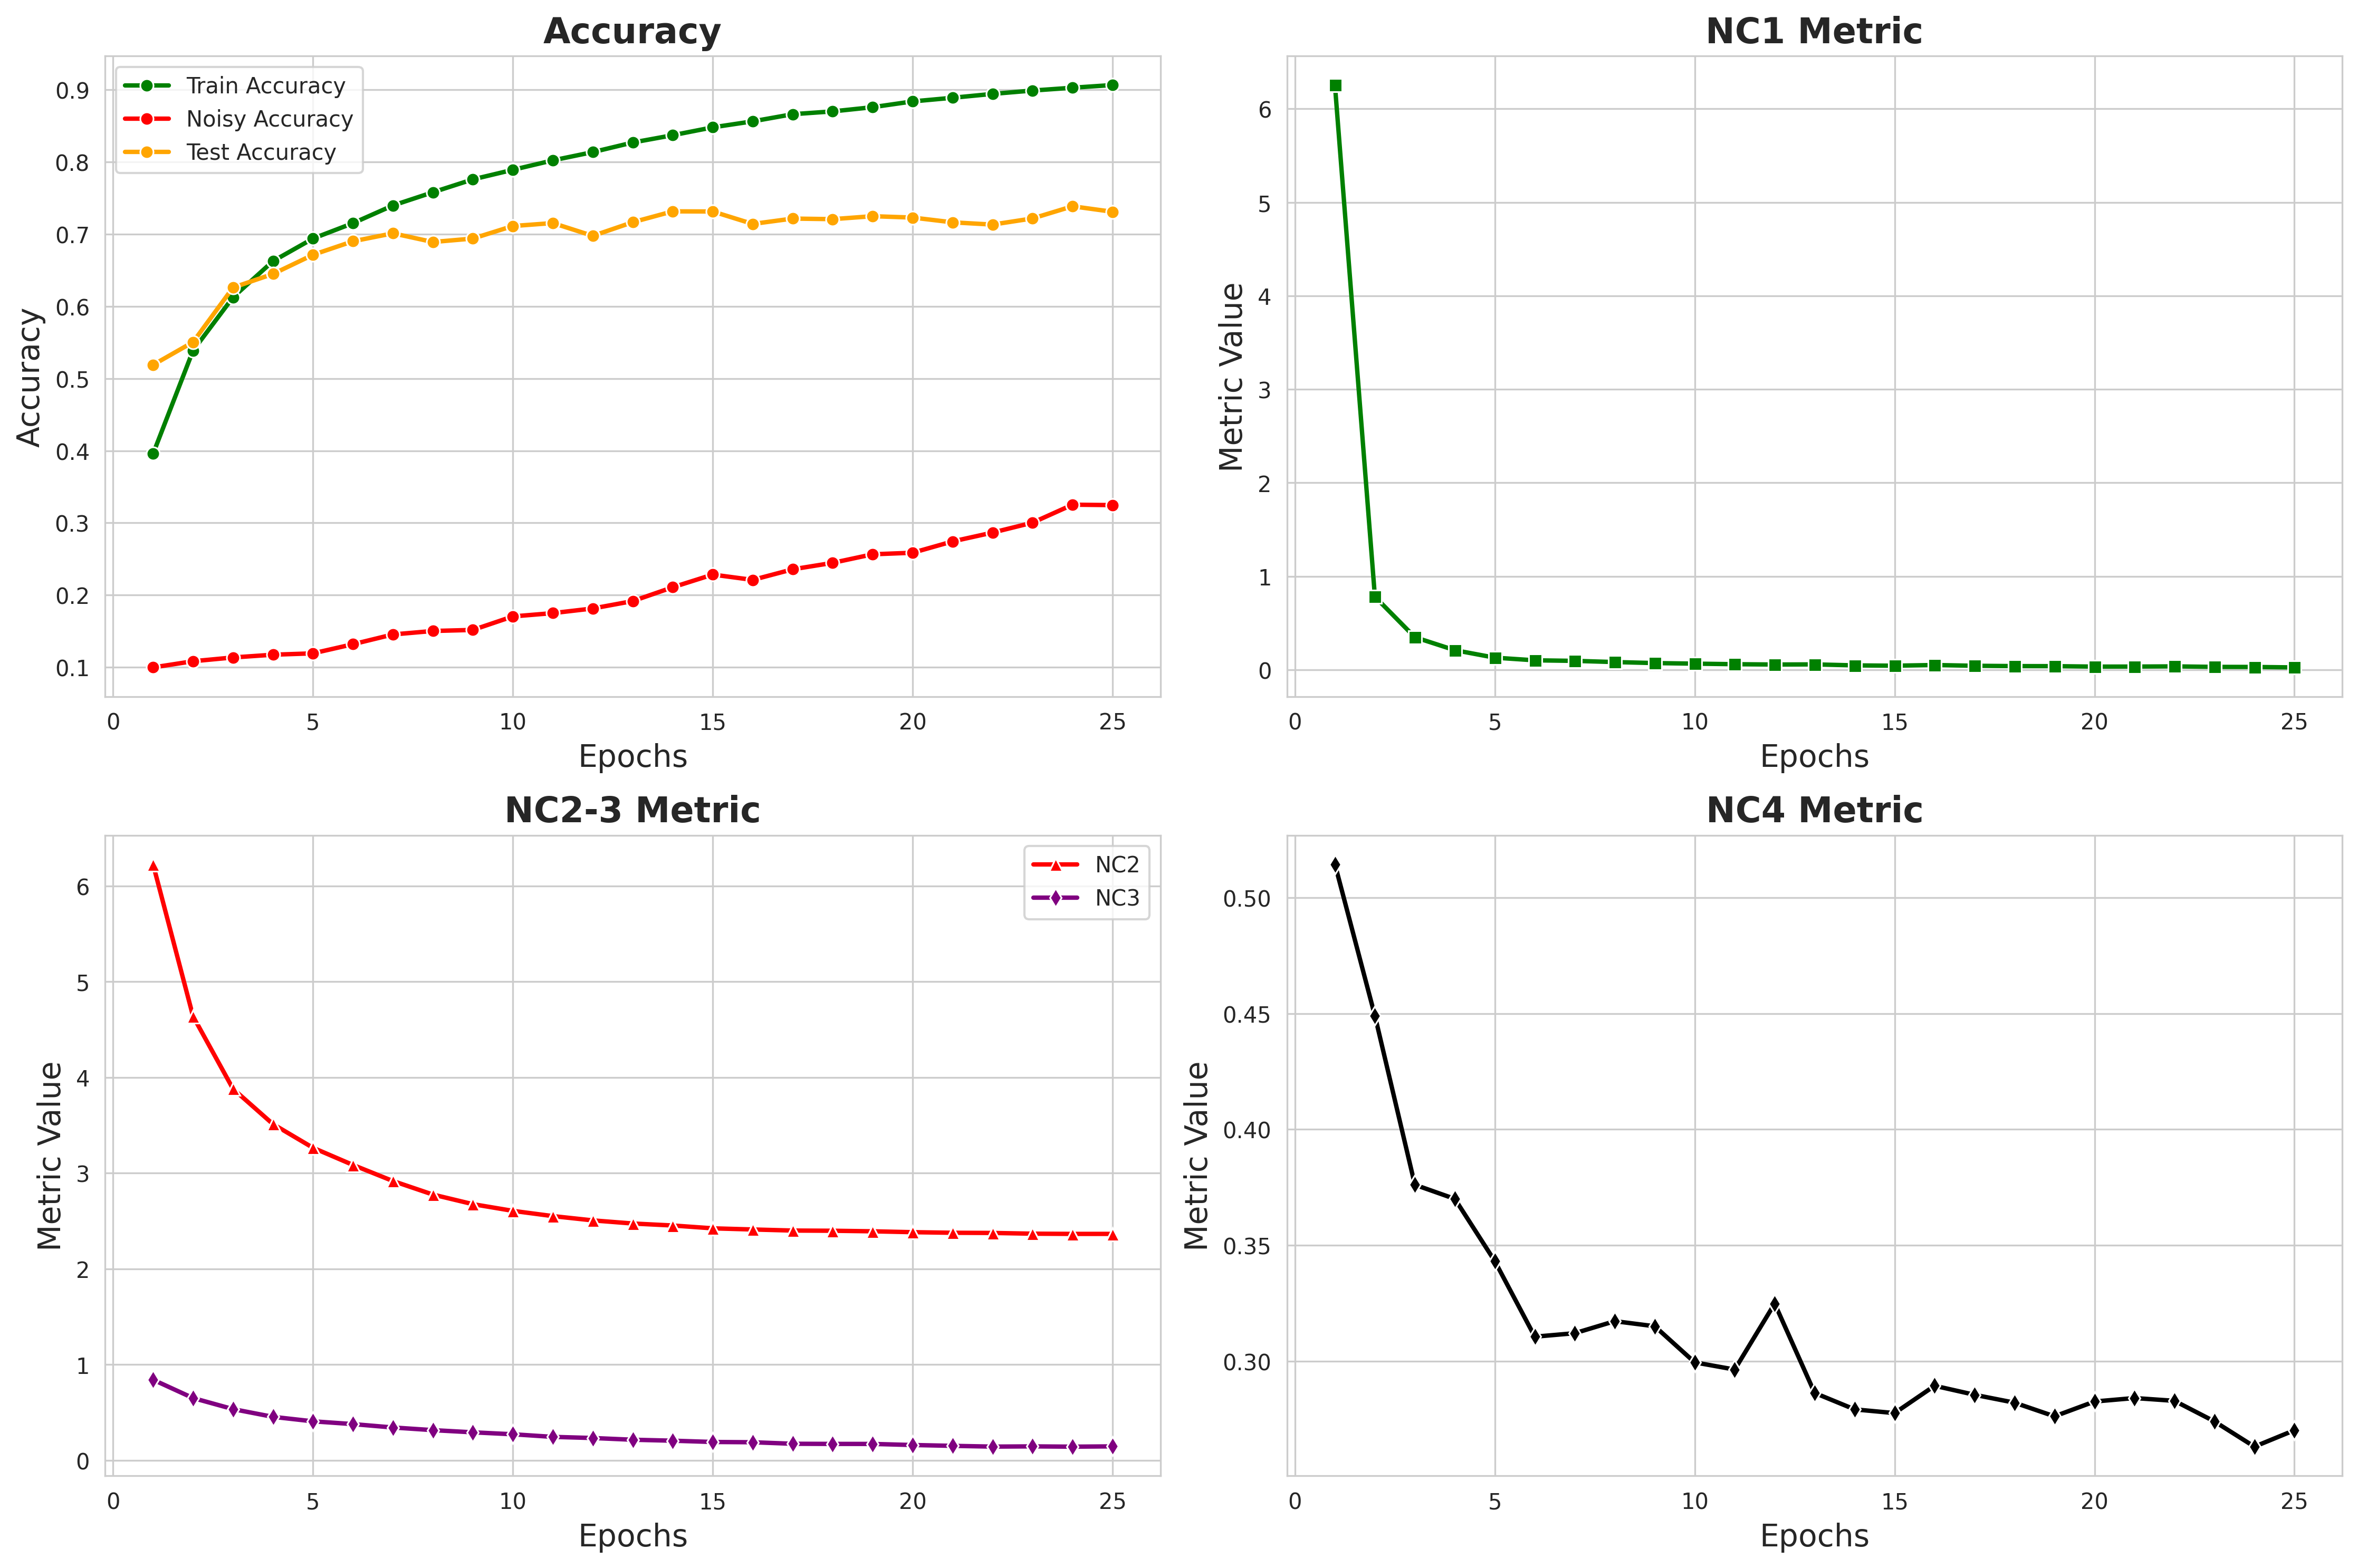 Accuracy
Train Accuracy
Noisy Accuracy
Test Accuracy
Accuracy
0.9
0.8
0.7
0.6
0.5
0.4
0.3
0.2
0.1
0 5 10 15 20 25
Epochs
NC1 Metric
Metric Value
6
5
4
3
2
1
0
0 5 10 15 20 25
Epochs
NC2-3 Metric
NC2
NC3
Metric Value
6
5
4
3
2
1
0
0 5 10 15 20 25
Epochs
NC4 Metric
Metric Value
0.50
0.45
0.40
0.35
0.30
0 5 10 15 20 25
Epochs